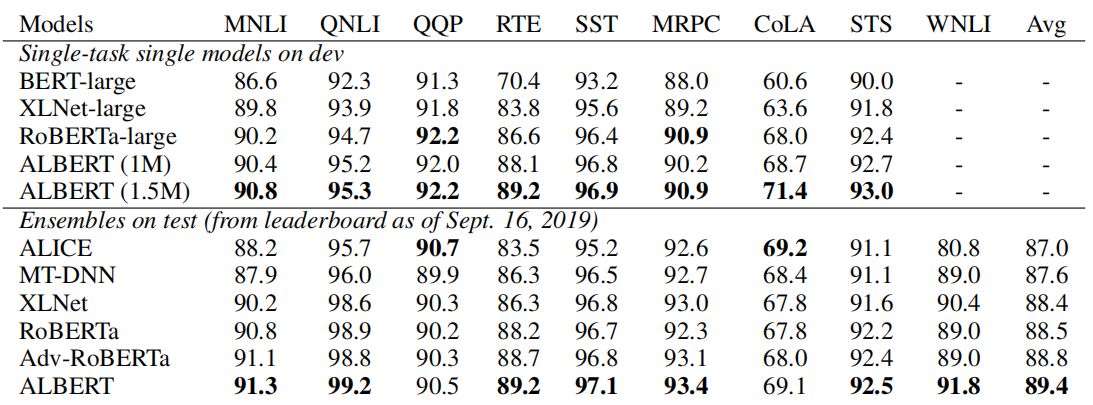 Models MNLI QNLI QQP RTE SST MRPC CoLA STS WNLI Avg
Single-task single models on dev
BERT-large 86.6 92.3 91.3 70.4 93.2 88.0 60.6 90.0 - -
XLNet-large 89.8 93.9 91.8 83.8 95.6 89.2 63.6 91.8 - -
RoBERTa-large 90.2 94.7 92.2 86.6 96.4 90.9 68.0 92.4 - -
ALBERT (1M) 90.4 95.2 92.0 88.1 96.8 90.2 68.7 92.7 - -
ALBERT (1.5M) 90.8 95.3 92.2 89.2 96.9 90.9 71.4 93.0 - -
Ensembles on test (from leaderboard as of Sept. 16, 2019)
ALICE 88.2 95.7 90.7 83.5 95.2 92.6 69.2 91.1 80.8 87.0
MT-DNN 87.9 96.0 89.9 86.3 96.5 92.7 68.4 91.1 89.0 87.6
XLNet 90.2 98.6 90.3 86.3 96.8 93.0 67.8 91.6 90.4 88.4
RoBERTa 90.8 98.9 90.2 88.2 96.7 92.3 67.8 92.2 89.0 88.5
Adv-RoBERTa 91.1 98.8 90.3 88.7 96.8 93.1 68.0 92.4 89.0 88.8
ALBERT 91.3 99.2 90.5 89.2 97.1 93.4 69.1 92.5 91.8 89.4